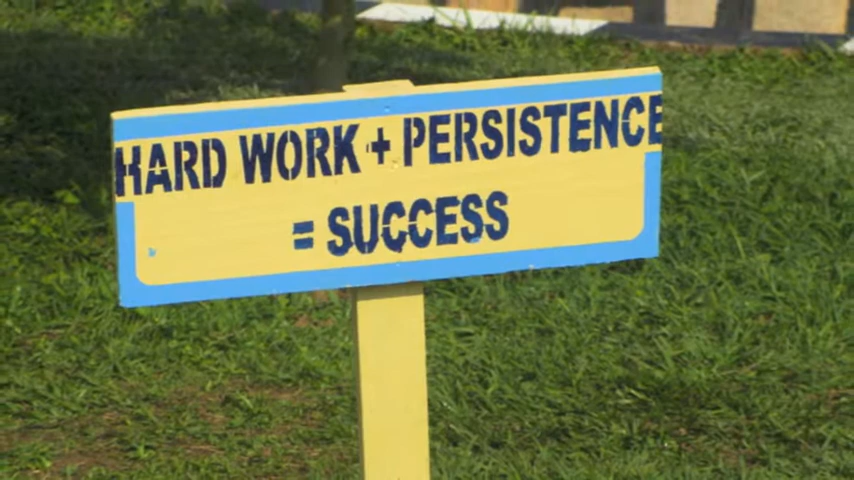 HARD WORK + PERSISTENCE
= SUCCESS